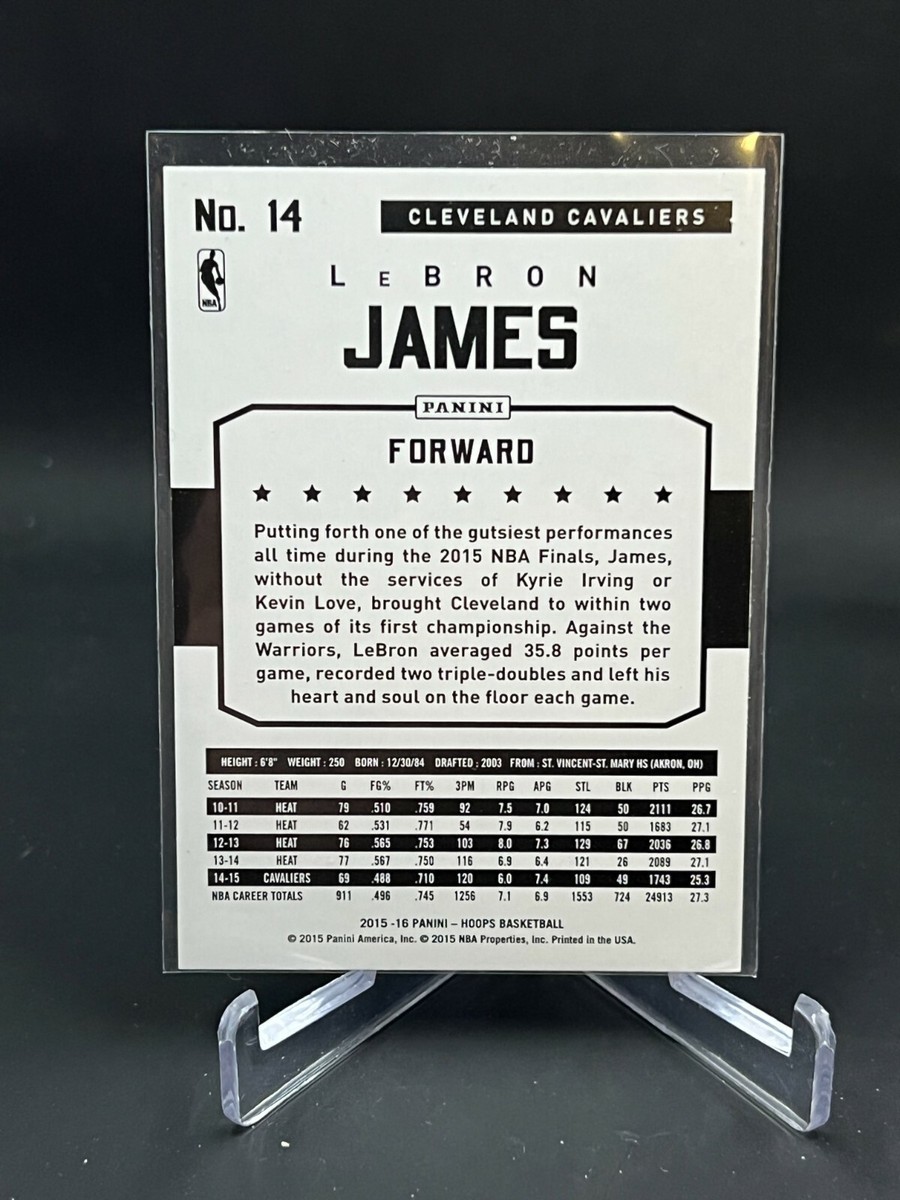 No. 14
CLEVELAND CAVALIERS
NBA
LeBRON
JAMES
PANINI
FORWARD
Putting forth one of the gutsiest performances
all time during the 2015 NBA Finals, James,
without the services of Kyrie Irving or
Kevin Love, brought Cleveland to within two
games of its first championship. Against the
Warriors, LeBron averaged 35.8 points per
game, recorded two triple-doubles and left his
heart and soul on the floor each game.
HEIGHT : 6'8" WEIGHT : 250 BORN : 12/30/84 DRAFTED : 2003 FROM : ST. VINCENT-ST. MARY HS (AKRON, OH)
SEASON TEAM G FG% FT% 3PM RPG APG STL BLK PTS PPG
10-11 HEAT 79 .510 .759 92 7.5 7.0 124 50 2111 26.7
11-12 HEAT 62 .531 .771 54 7.9 6.2 115 50 1683 27.1
12-13 HEAT 76 .565 .753 103 8.0 7.3 129 67 2036 26.8
13-14 HEAT 77 .567 .750 116 6.9 6.4 121 26 2089 27.1
14-15 CAVALIERS 69 .488 .710 120 6.0 7.4 109 49 1743 25.3
NBA CAREER TOTALS 911 .496 .745 1256 7.1 6.9 1553 724 24913 27.3
2015 -16 PANINI – HOOPS BASKETBALL
© 2015 Panini America, Inc. © 2015 NBA Properties, Inc. Printed in the USA.